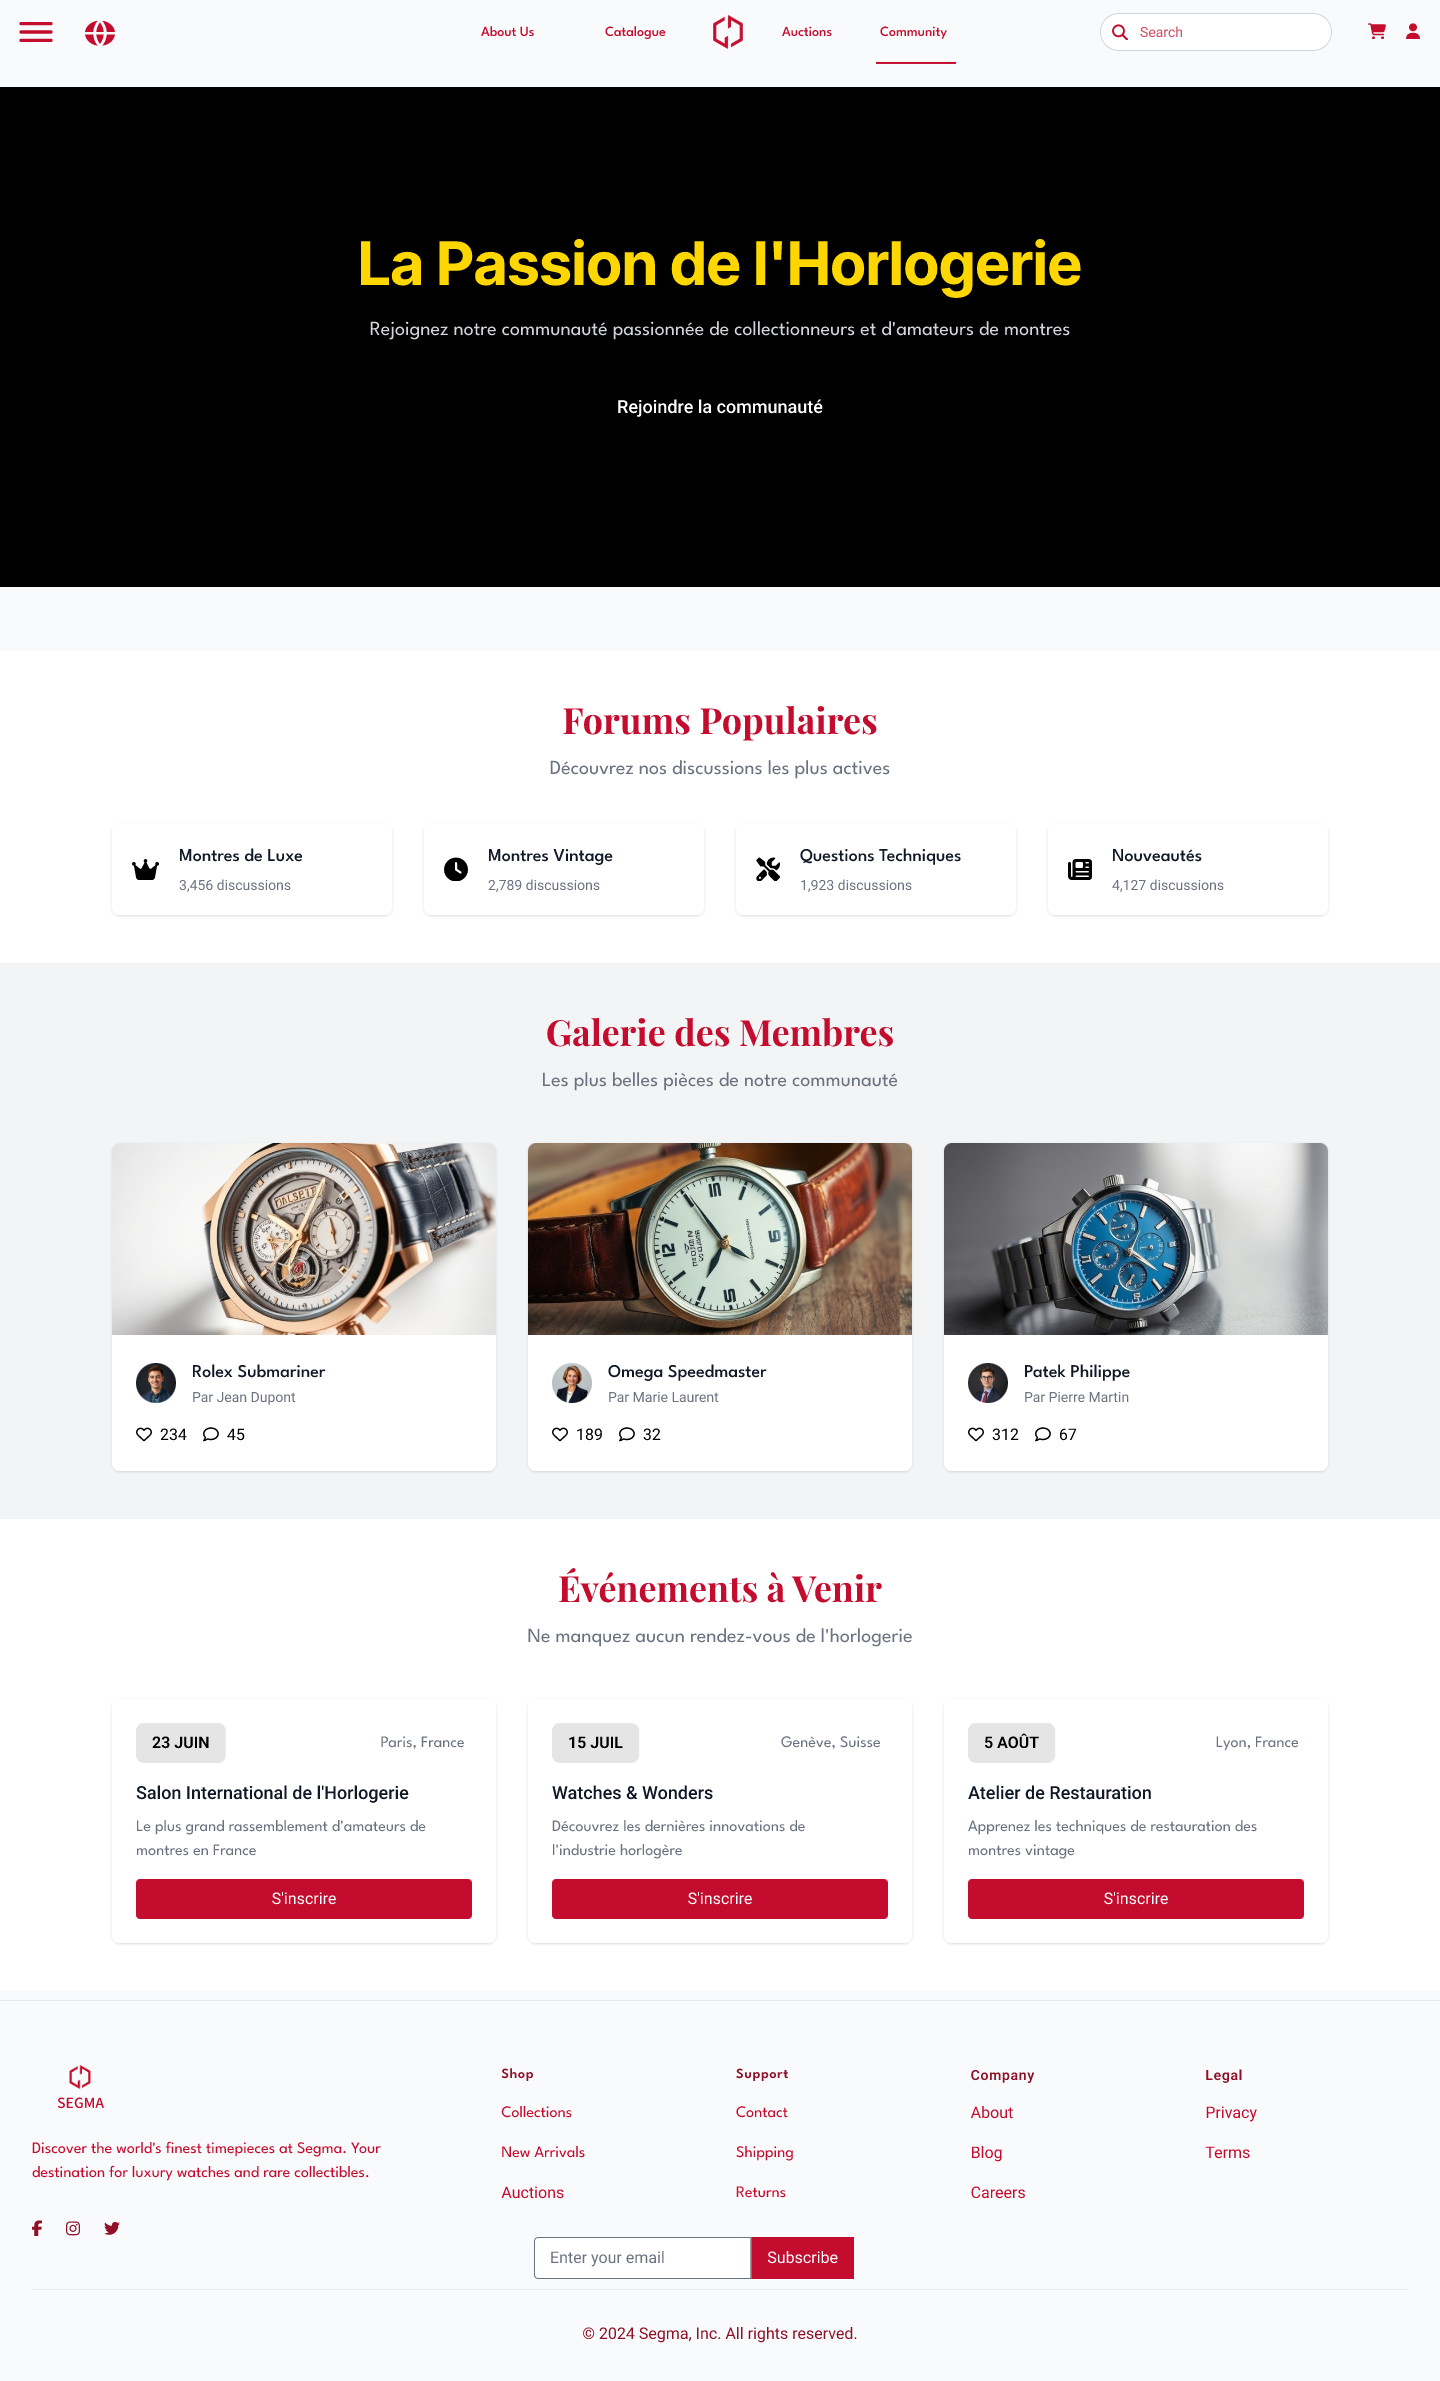 About Us
Catalogue
Auctions
Community
Search
La Passion de l'Horlogerie
Rejoignez notre communauté passionnée de collectionneurs et d'amateurs de montres
Rejoindre la communauté
Forums Populaires
Découvrez nos discussions les plus actives
Montres de Luxe
3,456 discussions
Montres Vintage
2,789 discussions
Questions Techniques
1,923 discussions
Nouveautés
4,127 discussions
Galerie des Membres
Les plus belles pièces de notre communauté
Rolex Submariner
Par Jean Dupont
234
45
Omega Speedmaster
Par Marie Laurent
189
32
Patek Philippe
Par Pierre Martin
312
67
Événements à Venir
Ne manquez aucun rendez-vous de l'horlogerie
23 JUIN
Paris, France
Salon International de l'Horlogerie
Le plus grand rassemblement d'amateurs de
montres en France
S'inscrire
15 JUIL
Genève, Suisse
Watches & Wonders
Découvrez les dernières innovations de
l'industrie horlogère
S'inscrire
5 AOÛT
Lyon, France
Atelier de Restauration
Apprenez les techniques de restauration des
montres vintage
S'inscrire
SEGMA
Discover the world's finest timepieces at Segma. Your
destination for luxury watches and rare collectibles.
Shop
Collections
New Arrivals
Auctions
Support
Contact
Shipping
Returns
Company
About
Blog
Careers
Legal
Privacy
Terms
Enter your email
Subscribe
© 2024 Segma, Inc. All rights reserved.